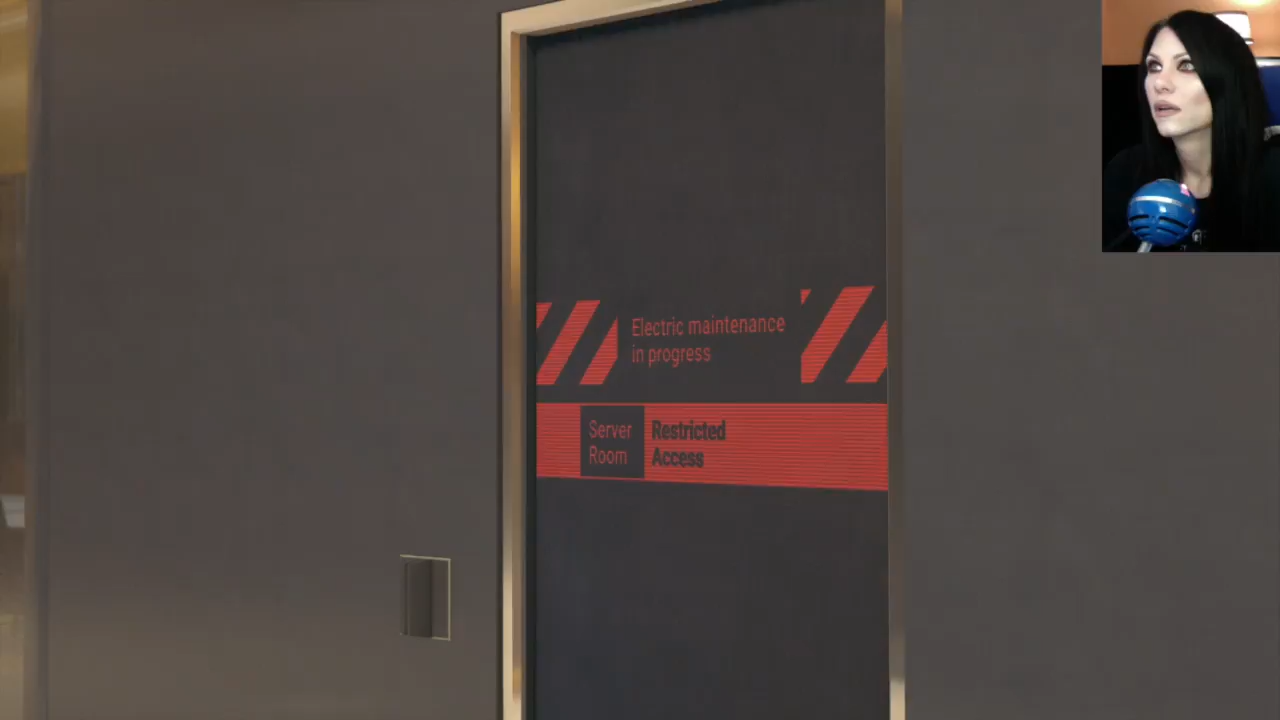 Electric maintenance
in progress
Server
Room
Restricted
Access